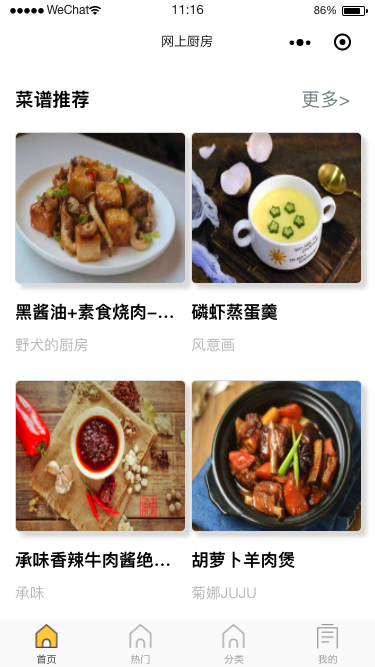 ●●●●● WeChat 11:16 86%
网上厨房
菜谱推荐 更多>
黑酱油+素食烧肉-... 磷虾蒸蛋羹
野犬的厨房 风意画
承味香辣牛肉酱绝... 胡萝卜羊肉煲
承味 菊娜JUJU
首页 热门 分类 我的